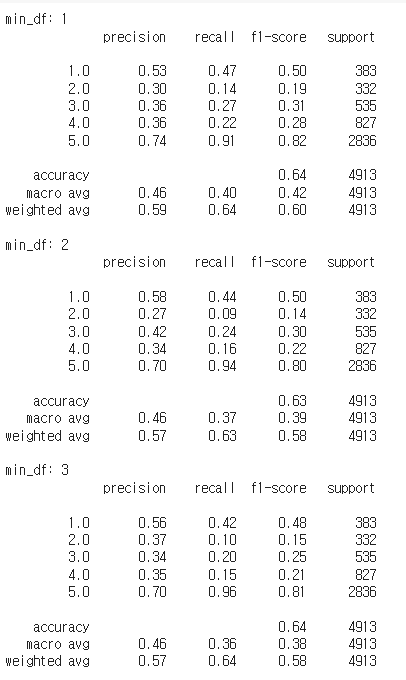 min_df: 1
precision recall f1-score support
1.0 0.53 0.47 0.50 383
2.0 0.30 0.14 0.19 332
3.0 0.36 0.27 0.31 535
4.0 0.36 0.22 0.28 827
5.0 0.74 0.91 0.82 2836
accuracy 0.64 4913
macro avg 0.46 0.40 0.42 4913
weighted avg 0.59 0.64 0.60 4913
min_df: 2
precision recall f1-score support
1.0 0.58 0.44 0.50 383
2.0 0.27 0.09 0.14 332
3.0 0.42 0.24 0.30 535
4.0 0.34 0.16 0.22 827
5.0 0.70 0.94 0.80 2836
accuracy 0.63 4913
macro avg 0.46 0.37 0.39 4913
weighted avg 0.57 0.63 0.58 4913
min_df: 3
precision recall f1-score support
1.0 0.56 0.42 0.48 383
2.0 0.37 0.10 0.15 332
3.0 0.34 0.20 0.25 535
4.0 0.35 0.15 0.21 827
5.0 0.70 0.96 0.81 2836
accuracy 0.64 4913
macro avg 0.46 0.36 0.38 4913
weighted avg 0.57 0.64 0.58 4913